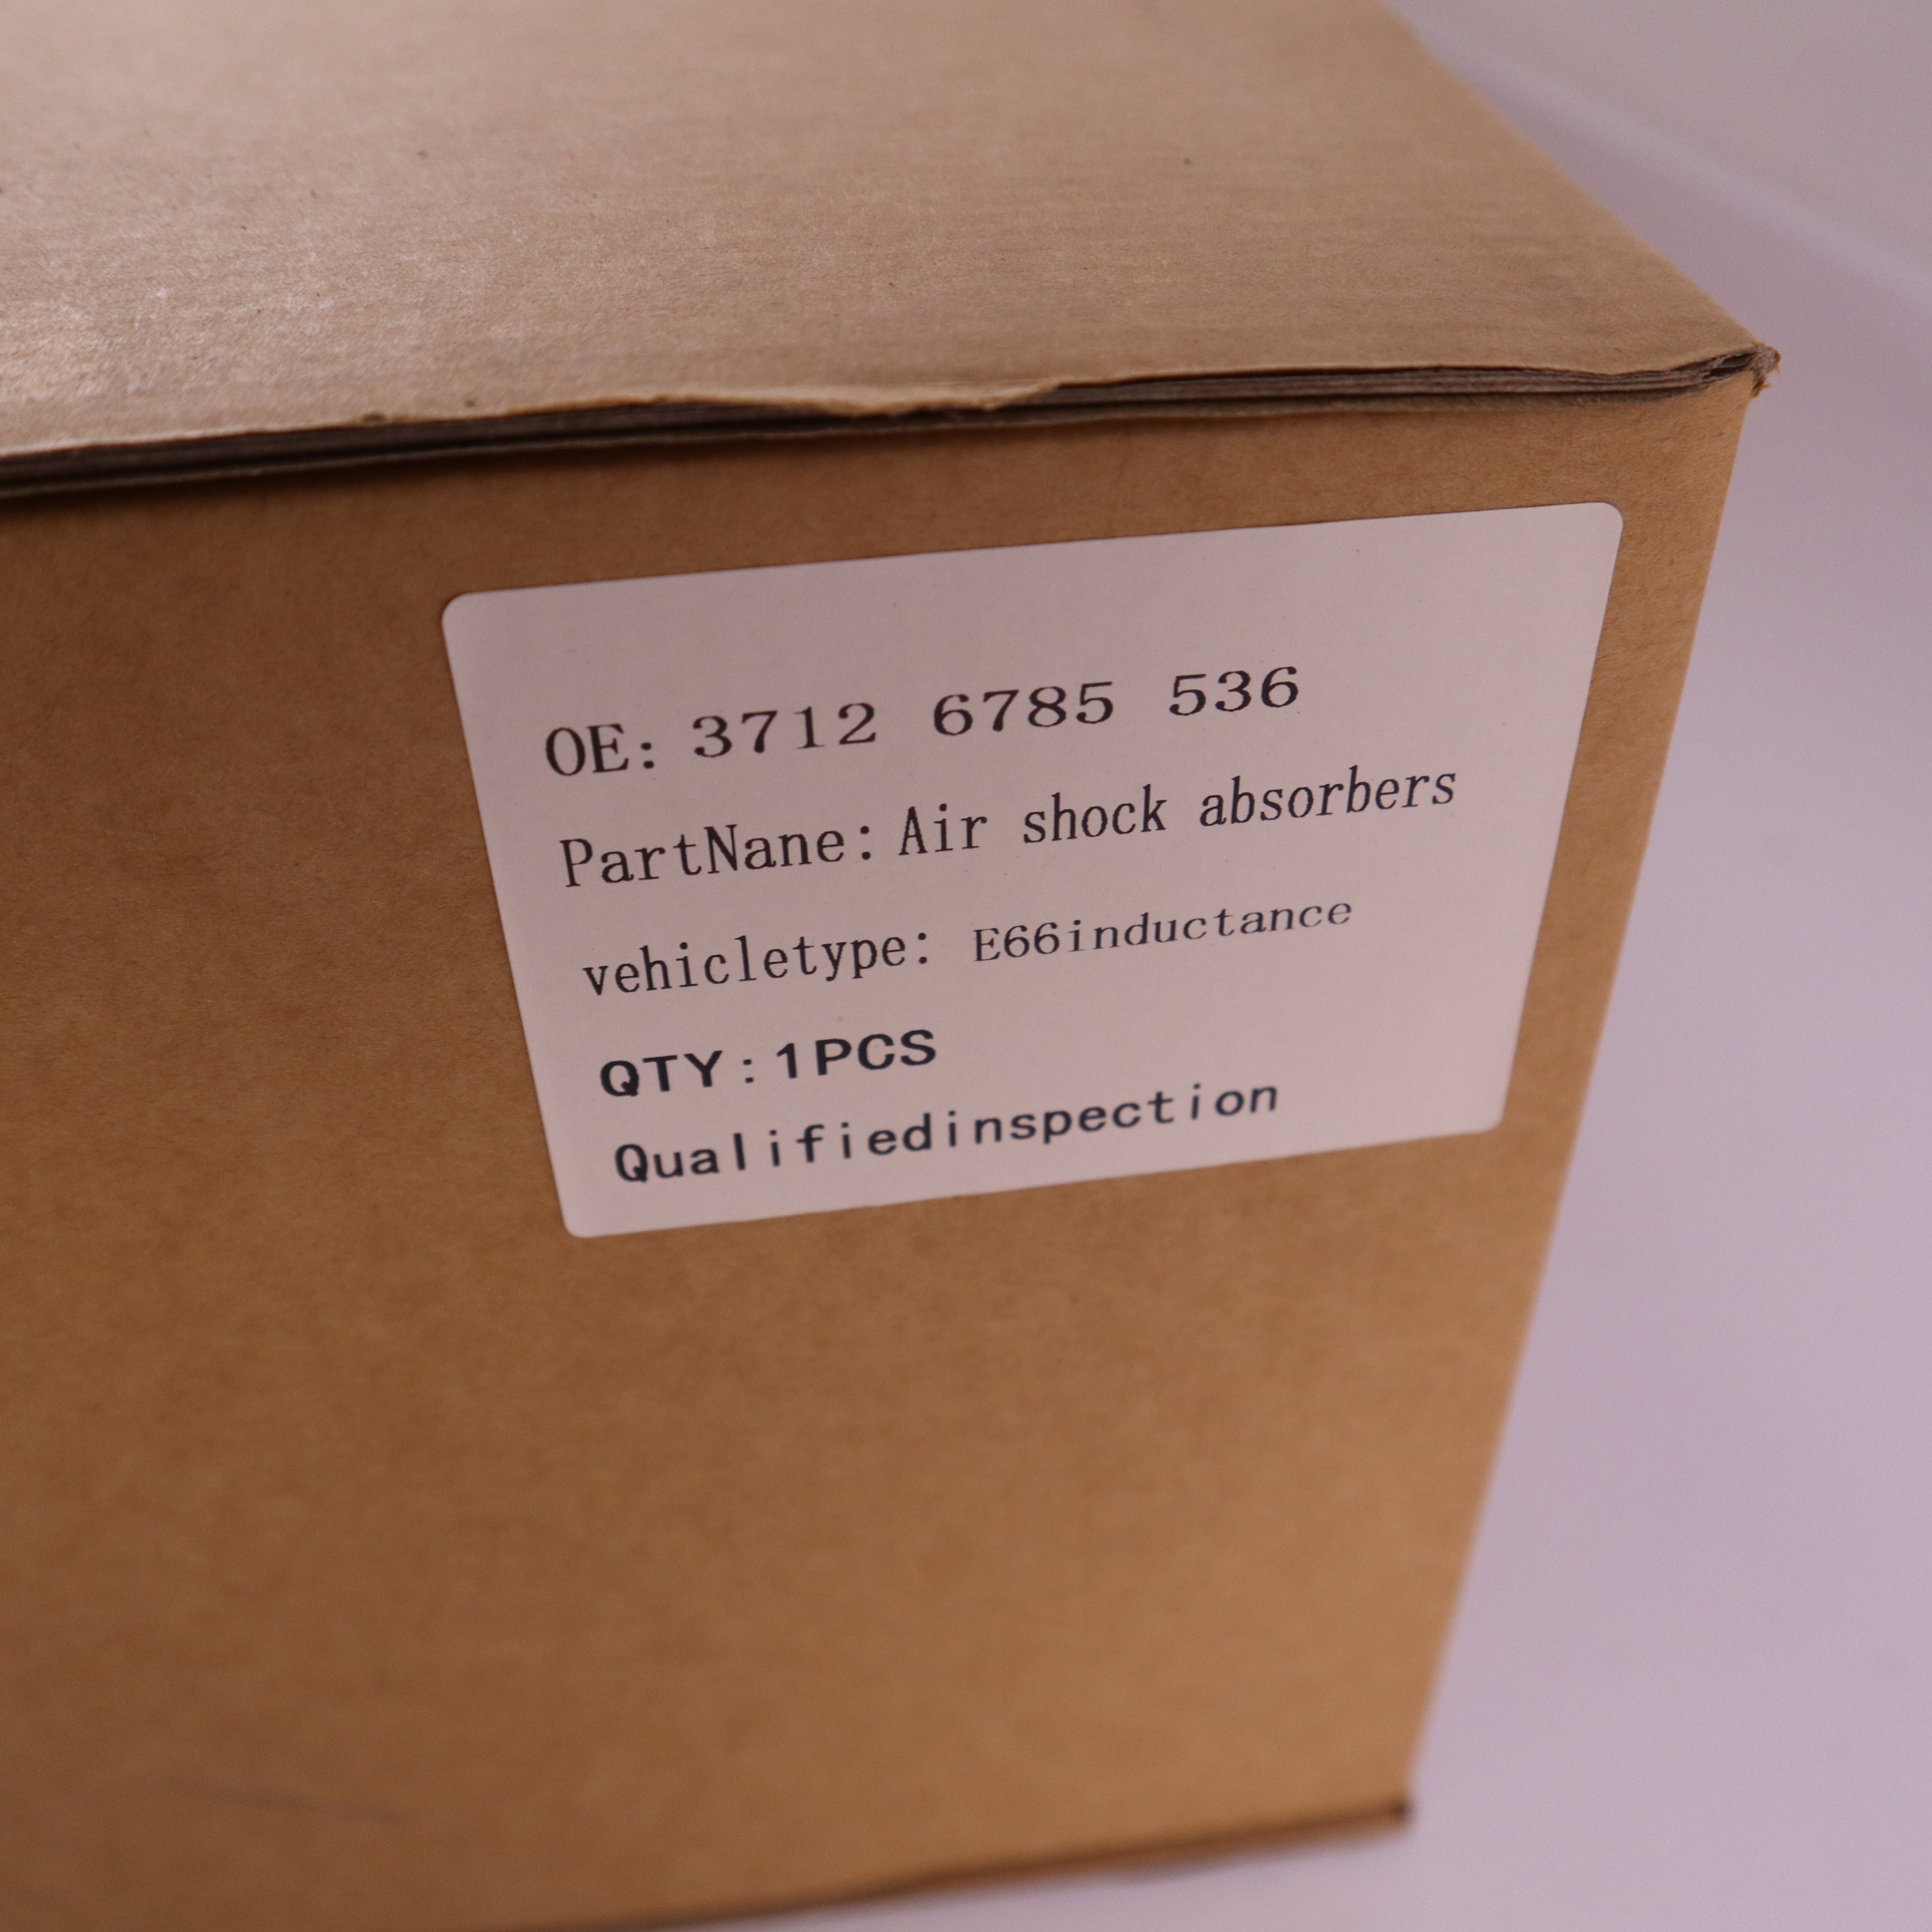 OE: 3712 6785 536
PartNane: Air shock absorbers
vehicletype: E66inductance
QTY:1PCS
Qualifiedinspection